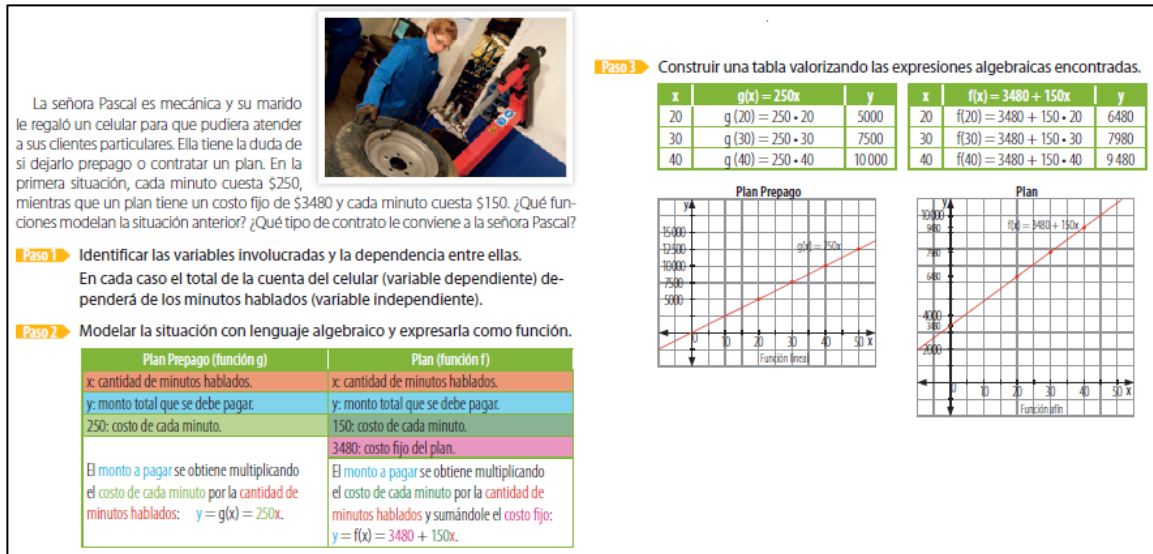 La señora Pascal es mecánica y su marido
le regaló un celular para que pudiera atender
a sus clientes particulares. Ella tiene la duda de
si dejarlo prepago o contratar un plan. En la
primera situación, cada minuto cuesta $250,
mientras que un plan tiene un costo fijo de $3480 y cada minuto cuesta $150. ¿Qué fun-
ciones modelan la situación anterior? ¿Qué tipo de contrato le conviene a la señora Pascal?
Paso 1 Identificar las variables involucradas y la dependencia entre ellas.
En cada caso el total de la cuenta del celular (variable dependiente) de-
penderá de los minutos hablados (variable independiente).
Paso 2 Modelar la situación con lenguaje algebraico y expresarla como función.
Plan Prepago (función g) Plan (función f)
x: cantidad de minutos hablados. x: cantidad de minutos hablados.
y: monto total que se debe pagar. y: monto total que se debe pagar.
250: costo de cada minuto. 150: costo de cada minuto.
3480: costo fijo del plan.
El monto a pagar se obtiene multiplicando
el costo de cada minuto por la cantidad de
minutos hablados: y = g(x) = 250x.
El monto a pagar se obtiene multiplicando
el costo de cada minuto por la cantidad de
minutos hablados y sumándole el costo fijo:
y = f(x) = 3480 + 150x.
Paso 3 Construir una tabla valorizando las expresiones algebraicas encontradas.
x g(x) = 250x y
20 g (20) = 250 • 20 5000
30 g (30) = 250 • 30 7500
40 g (40) = 250 • 40 10 000
x f(x) = 3480 + 150x y
20 f(20) = 3480 + 150 • 20 6480
30 f(30) = 3480 + 150 • 30 7980
40 f(40) = 3480 + 150 • 40 9 480
Plan Prepago
y
15000
12500
10000
7500
5000
g(x) = 250x
0 10 20 30 40 50 x
Función lineal
Plan
y
10000
9480
7980
6480
4000
3480
2000
f(x) = 3480 + 150x
0 10 20 30 40 50 x
Función afín